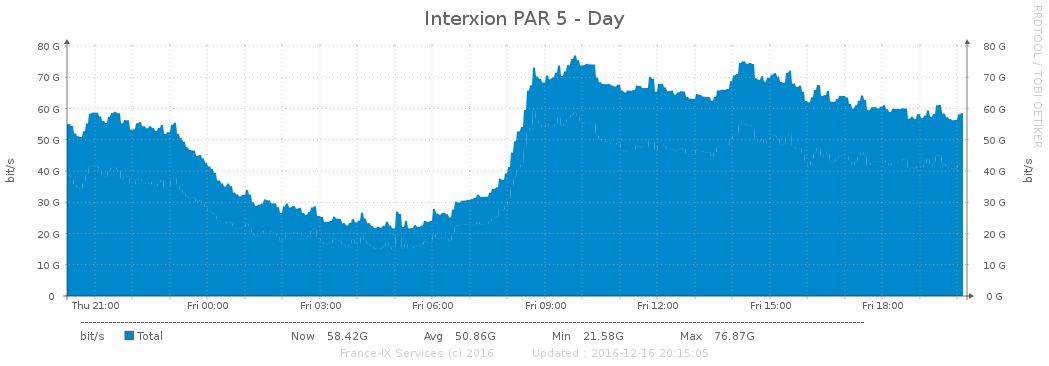 Interxion PAR 5 - Day
RRDTOOL / TOBI OETIKER
bit/s
bit/s
80 G 80 G
70 G 70 G
60 G 60 G
50 G 50 G
40 G 40 G
30 G 30 G
20 G 20 G
10 G 10 G
0 0 G
Thu 21:00 Fri 00:00 Fri 03:00 Fri 06:00 Fri 09:00 Fri 12:00 Fri 15:00 Fri 18:00
bit/s Total Now 58.42G Avg 50.86G Min 21.58G Max 76.87G
France-IX Services (c) 2016 Updated : 2016-12-16 20:15:05